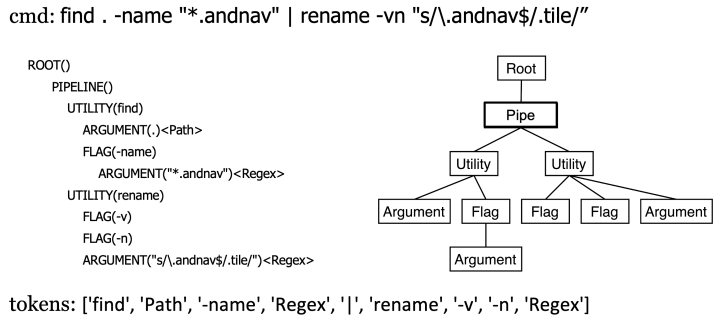 cmd: find . -name "*.andnav" | rename -vn "s/\.andnav$/.tile/”
ROOT()
PIPELINE()
UTILITY(find)
ARGUMENT(.)<Path>
FLAG(-name)
ARGUMENT("*.andnav")<Regex>
UTILITY(rename)
FLAG(-v)
FLAG(-n)
ARGUMENT("s/\.andnav$/.tile/")<Regex>
Root
Pipe
Utility Utility
Argument Flag Flag Flag Argument
Argument
tokens: ['find', 'Path', '-name', 'Regex', '|', 'rename', '-v', '-n', 'Regex']